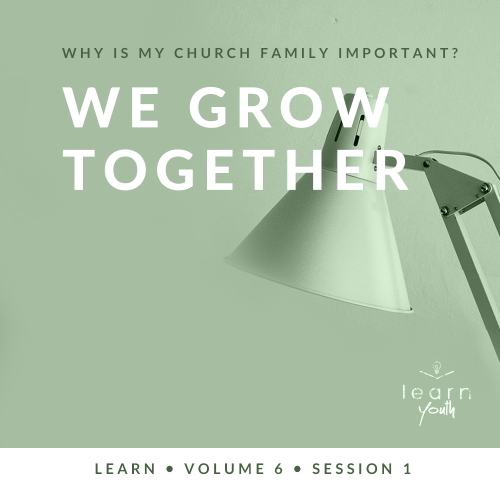 WHY IS MY CHURCH FAMILY IMPORTANT?
WE GROW
TOGETHER
learn
youth
LEARN • VOLUME 6 • SESSION 1